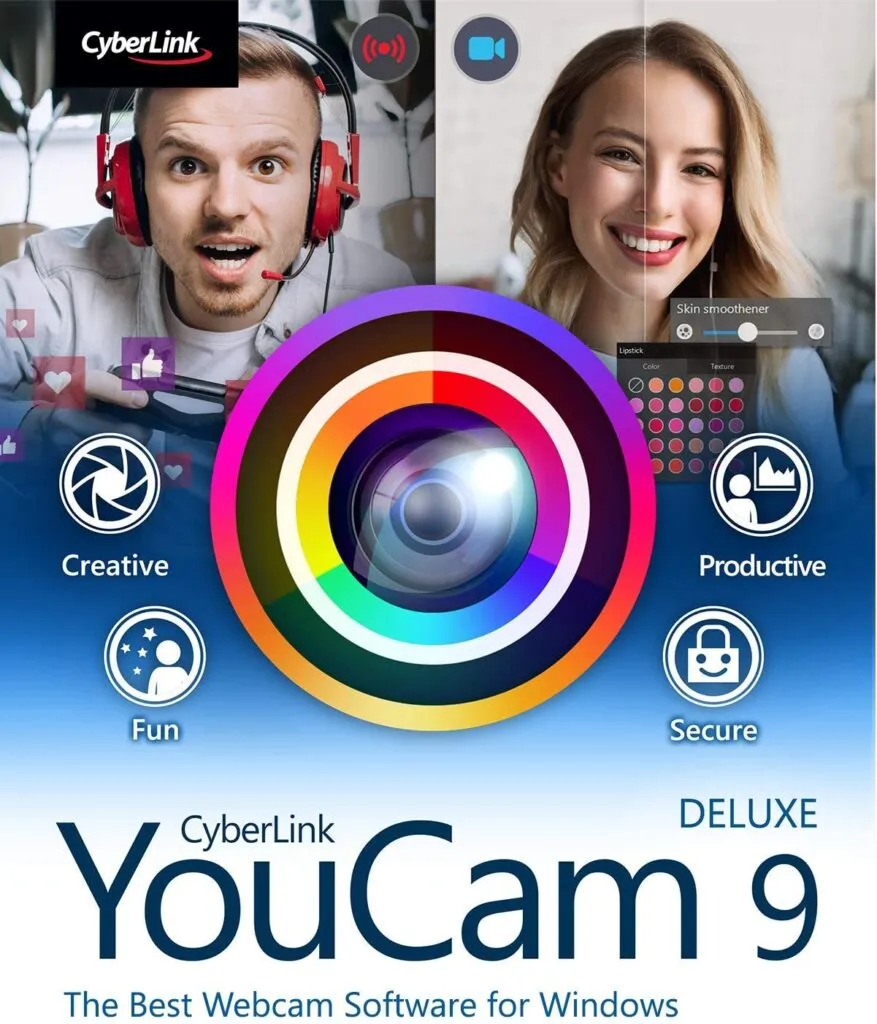 CyberLink
Skin smoothener
Lipstick
Color Texture
Creative
Productive
Fun
Secure
DELUXE
CyberLink
YouCam 9
The Best Webcam Software for Windows